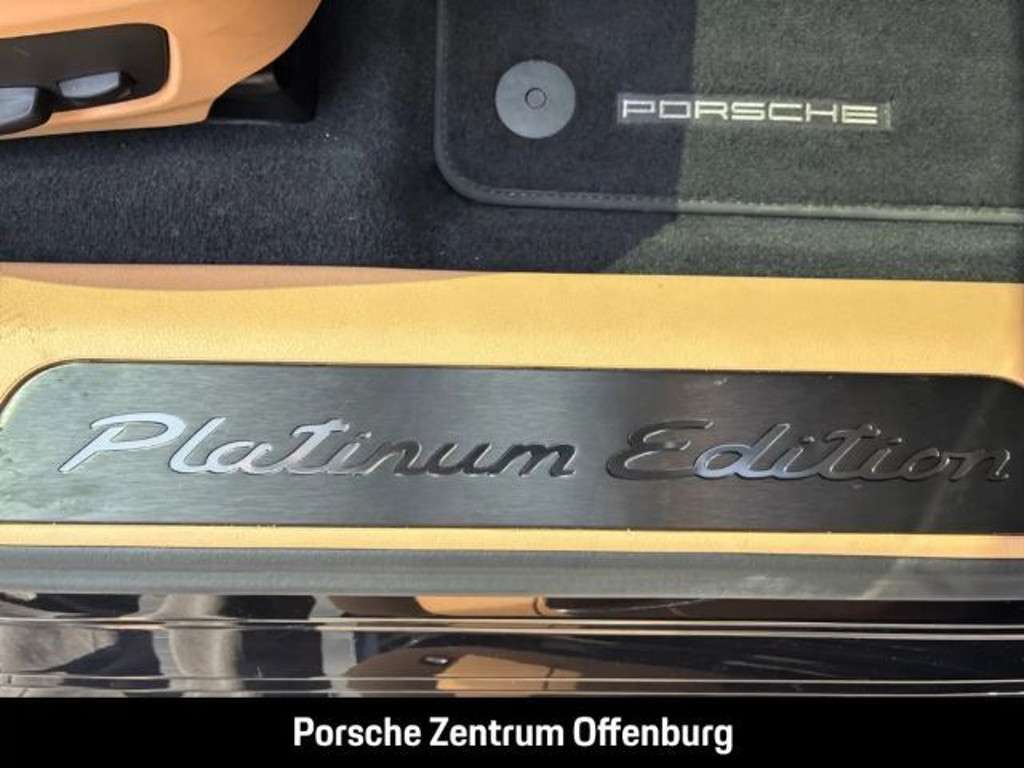 PORSCHE
Platinum Edition
Porsche Zentrum Offenburg